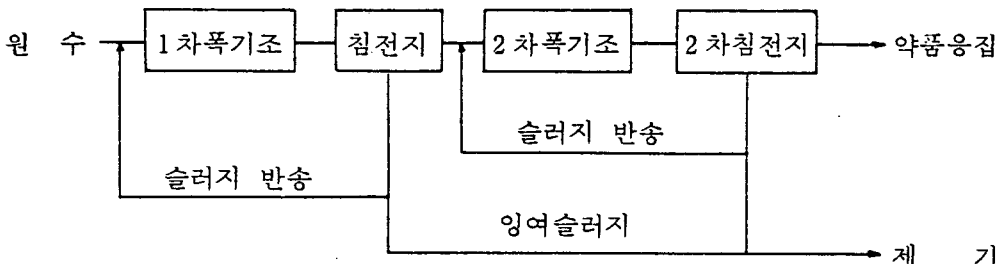 원 수 1차폭기조 침전지 2차폭기조 2차침전지 약품응집
슬러지 반송
슬러지 반송
잉여슬러지
제 기